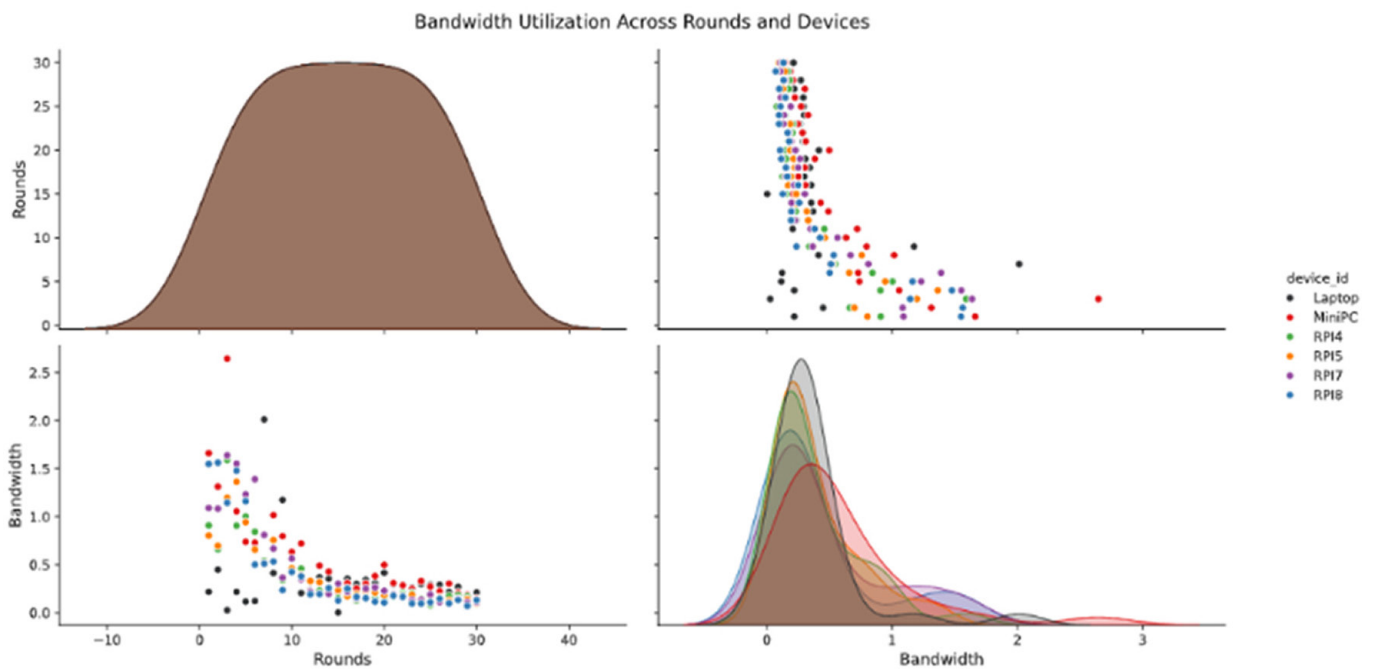 Bandwidth Utilization Across Rounds and Devices
30
25
20
15
10
5
0
Rounds
device_id
Laptop
MiniPC
RPI4
RPI5
RPI7
RPI8
2.5
2.0
1.5
1.0
0.5
0.0
Bandwidth
−10 0 10 20 30 40
Rounds
0 1 2 3
Bandwidth